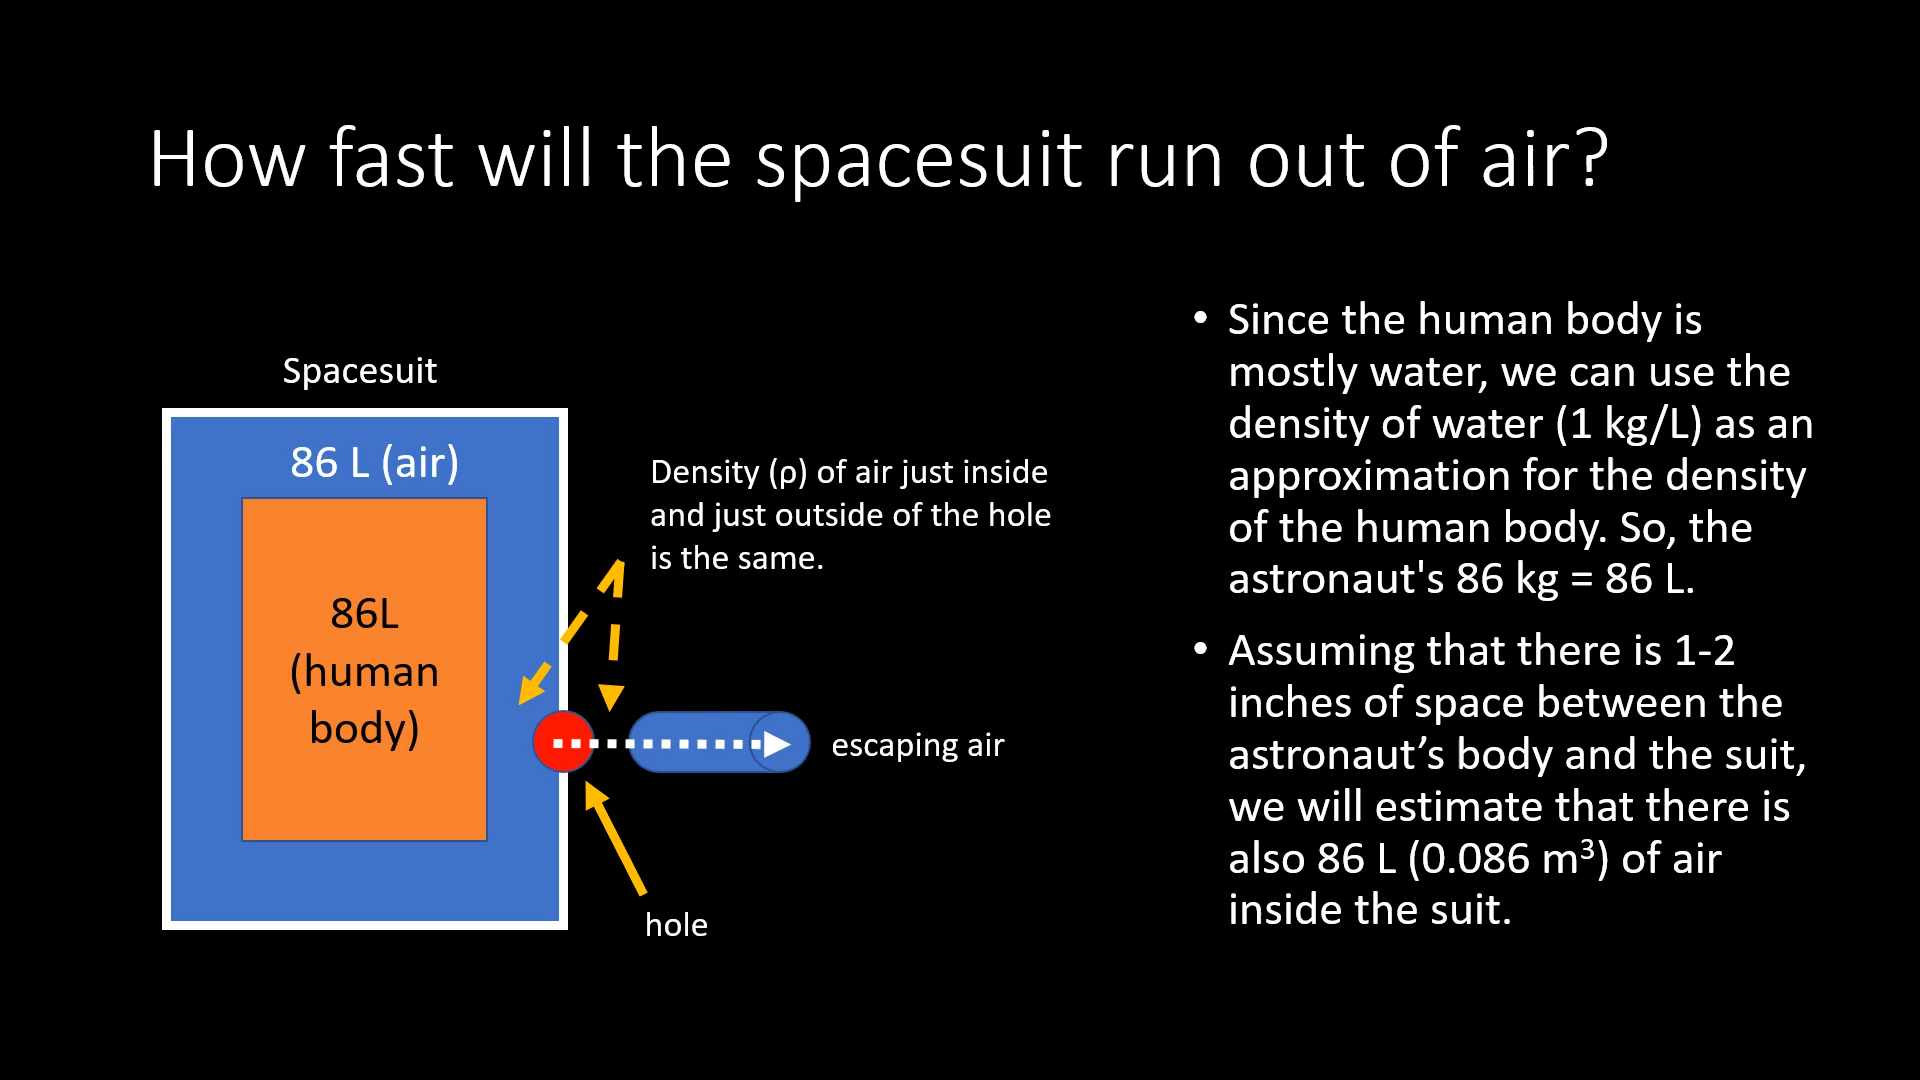 How fast will the spacesuit run out of air?
Spacesuit
86 L (air)
86L
(human
body)
Density (ρ) of air just inside
and just outside of the hole
is the same.
escaping air
hole
• Since the human body is
mostly water, we can use the
density of water (1 kg/L) as an
approximation for the density
of the human body. So, the
astronaut's 86 kg = 86 L.
• Assuming that there is 1-2
inches of space between the
astronaut’s body and the suit,
we will estimate that there is
also 86 L (0.086 m³) of air
inside the suit.